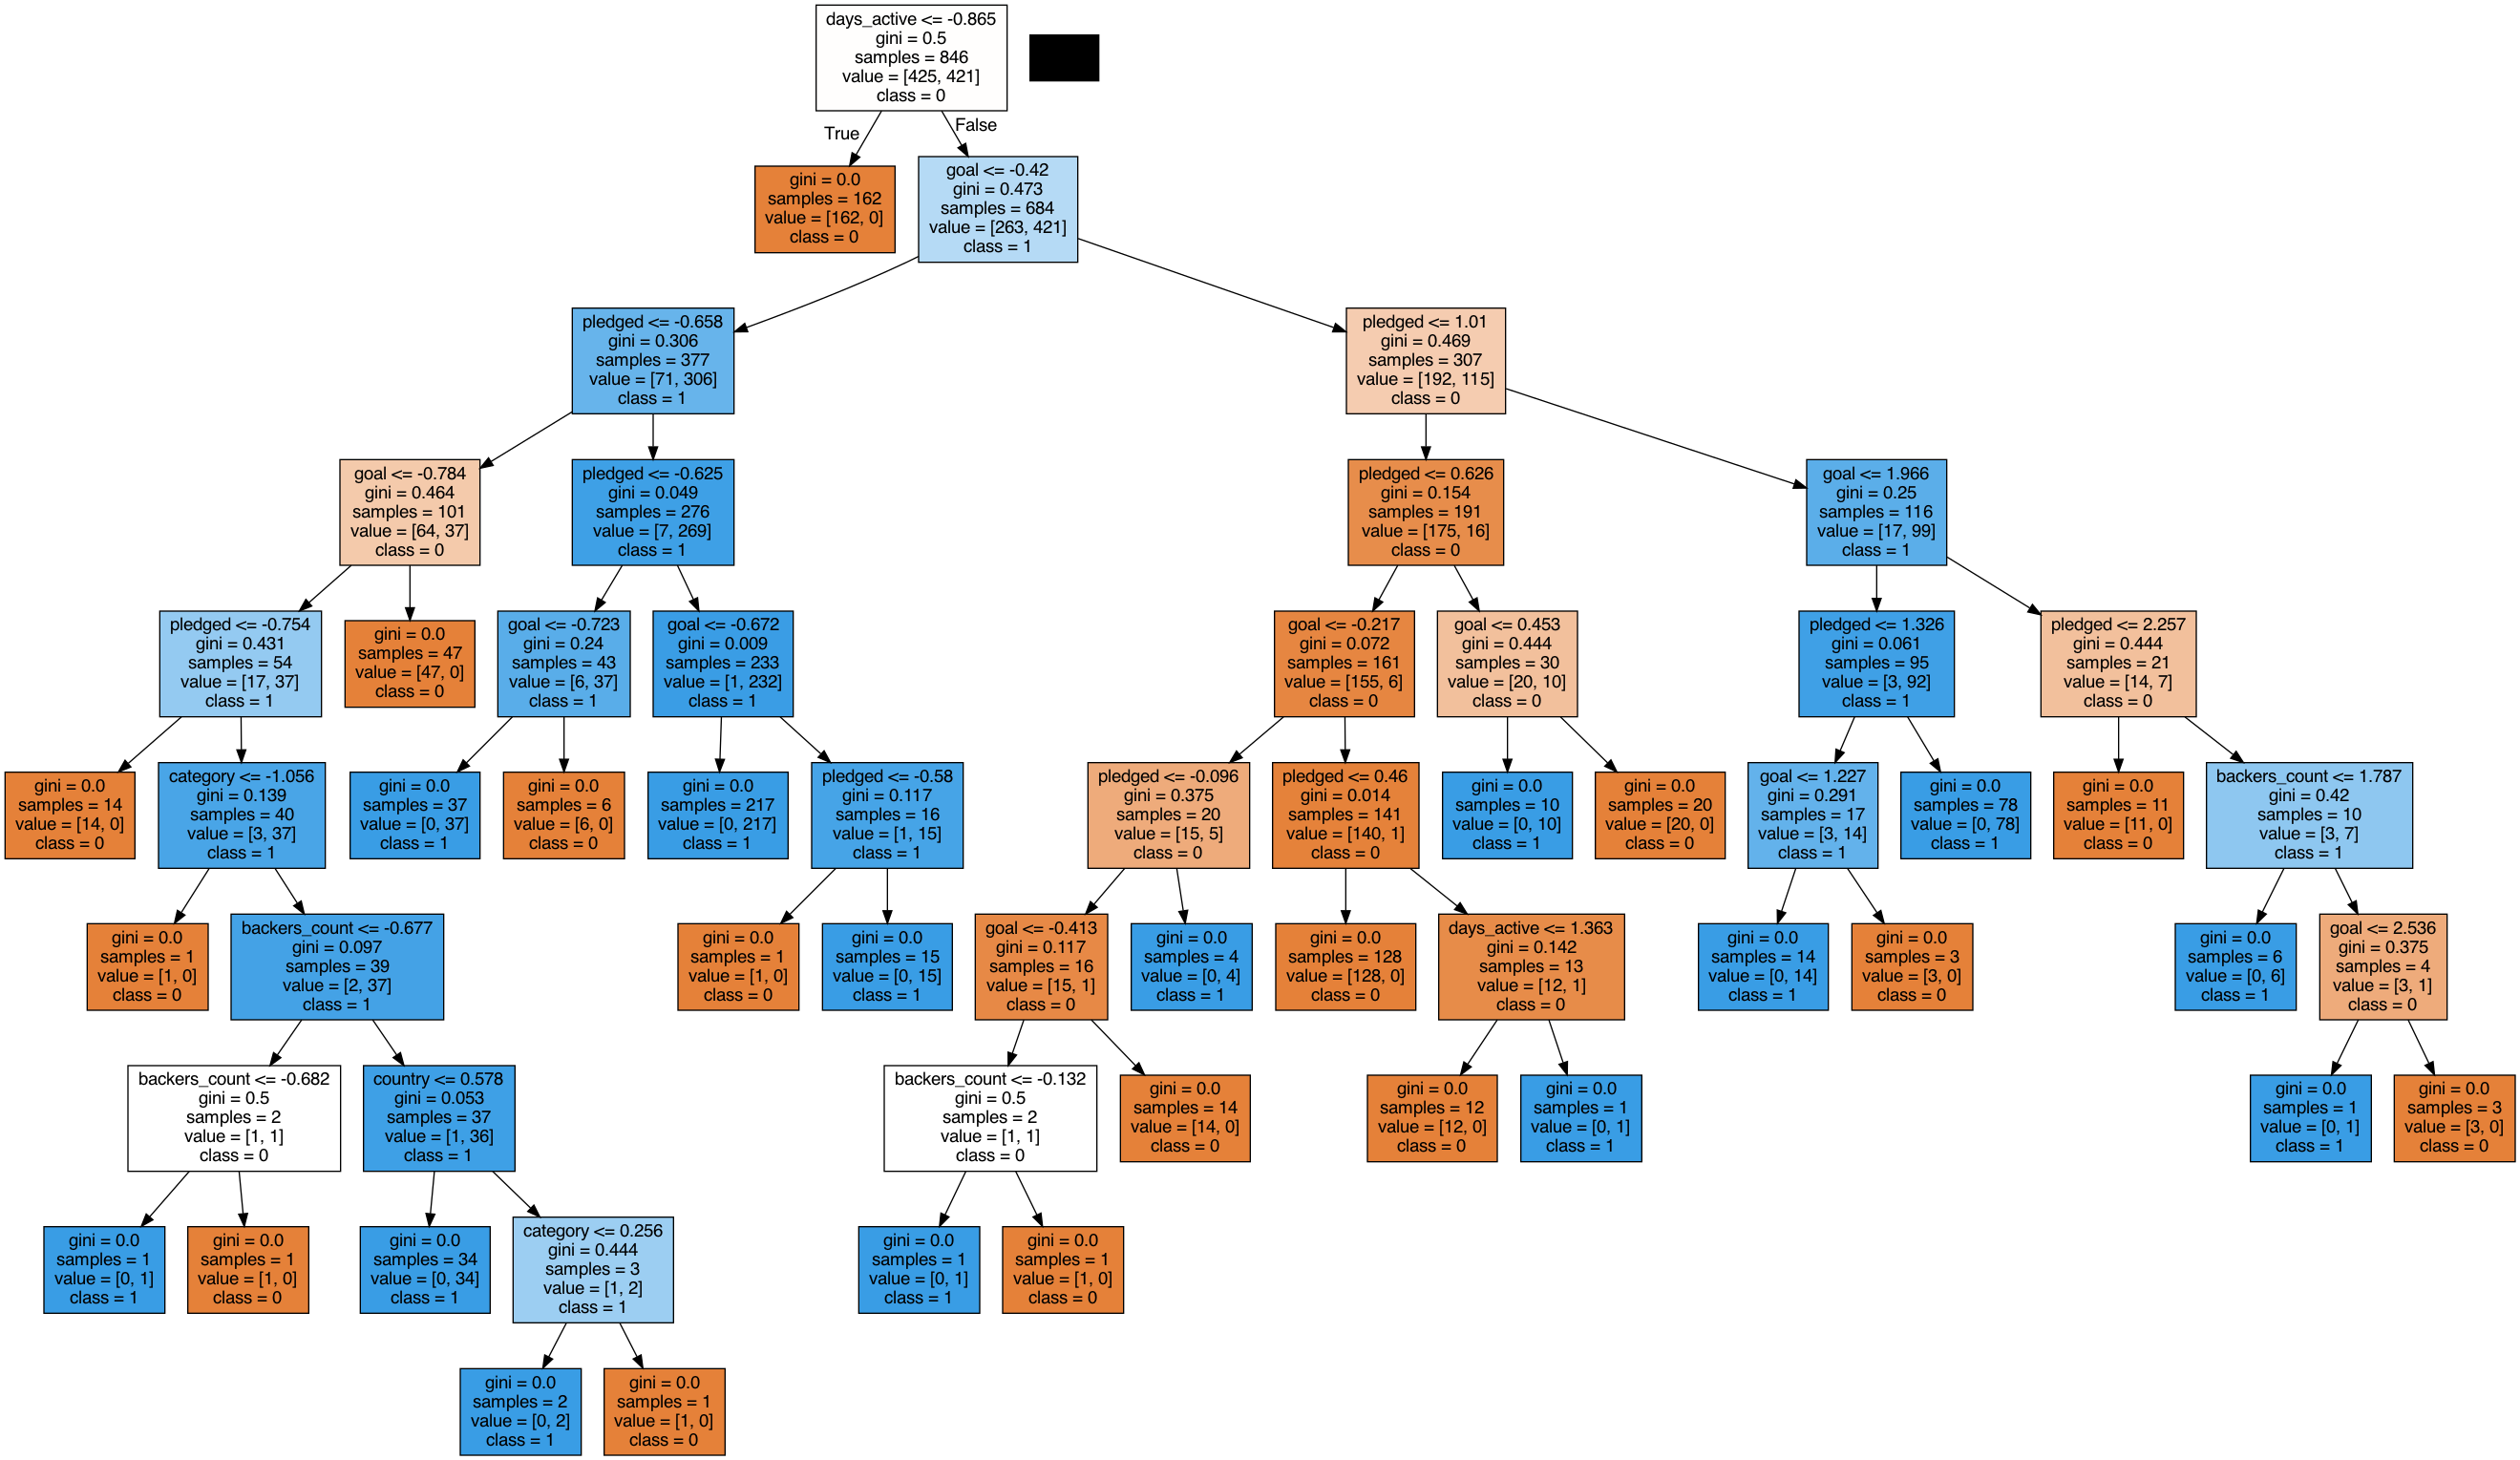 days_active <= -0.865
gini = 0.5
samples = 846
value = [425, 421]
class = 0
True
False
gini = 0.0
samples = 162
value = [162, 0]
class = 0
goal <= -0.42
gini = 0.473
samples = 684
value = [263, 421]
class = 1
pledged <= -0.658
gini = 0.306
samples = 377
value = [71, 306]
class = 1
pledged <= 1.01
gini = 0.469
samples = 307
value = [192, 115]
class = 0
goal <= -0.784
gini = 0.464
samples = 101
value = [64, 37]
class = 0
pledged <= -0.625
gini = 0.049
samples = 276
value = [7, 269]
class = 1
pledged <= 0.626
gini = 0.154
samples = 191
value = [175, 16]
class = 0
goal <= 1.966
gini = 0.25
samples = 116
value = [17, 99]
class = 1
pledged <= -0.754
gini = 0.431
samples = 54
value = [17, 37]
class = 1
gini = 0.0
samples = 47
value = [47, 0]
class = 0
goal <= -0.723
gini = 0.24
samples = 43
value = [6, 37]
class = 1
goal <= -0.672
gini = 0.009
samples = 233
value = [1, 232]
class = 1
goal <= -0.217
gini = 0.072
samples = 161
value = [155, 6]
class = 0
goal <= 0.453
gini = 0.444
samples = 30
value = [20, 10]
class = 0
pledged <= 1.326
gini = 0.061
samples = 95
value = [3, 92]
class = 1
pledged <= 2.257
gini = 0.444
samples = 21
value = [14, 7]
class = 0
gini = 0.0
samples = 14
value = [14, 0]
class = 0
category <= -1.056
gini = 0.139
samples = 40
value = [3, 37]
class = 1
gini = 0.0
samples = 37
value = [0, 37]
class = 1
gini = 0.0
samples = 6
value = [6, 0]
class = 0
gini = 0.0
samples = 217
value = [0, 217]
class = 1
pledged <= -0.58
gini = 0.117
samples = 16
value = [1, 15]
class = 1
pledged <= -0.096
gini = 0.375
samples = 20
value = [15, 5]
class = 0
pledged <= 0.46
gini = 0.014
samples = 141
value = [140, 1]
class = 0
gini = 0.0
samples = 10
value = [0, 10]
class = 1
gini = 0.0
samples = 20
value = [20, 0]
class = 0
goal <= 1.227
gini = 0.291
samples = 17
value = [3, 14]
class = 1
gini = 0.0
samples = 78
value = [0, 78]
class = 1
gini = 0.0
samples = 11
value = [11, 0]
class = 0
backers_count <= 1.787
gini = 0.42
samples = 10
value = [3, 7]
class = 1
gini = 0.0
samples = 1
value = [1, 0]
class = 0
backers_count <= -0.677
gini = 0.097
samples = 39
value = [2, 37]
class = 1
gini = 0.0
samples = 1
value = [1, 0]
class = 0
gini = 0.0
samples = 15
value = [0, 15]
class = 1
goal <= -0.413
gini = 0.117
samples = 16
value = [15, 1]
class = 0
gini = 0.0
samples = 4
value = [0, 4]
class = 1
gini = 0.0
samples = 128
value = [128, 0]
class = 0
days_active <= 1.363
gini = 0.142
samples = 13
value = [12, 1]
class = 0
gini = 0.0
samples = 14
value = [0, 14]
class = 1
gini = 0.0
samples = 3
value = [3, 0]
class = 0
gini = 0.0
samples = 6
value = [0, 6]
class = 1
goal <= 2.536
gini = 0.375
samples = 4
value = [3, 1]
class = 0
backers_count <= -0.682
gini = 0.5
samples = 2
value = [1, 1]
class = 0
country <= 0.578
gini = 0.053
samples = 37
value = [1, 36]
class = 1
backers_count <= -0.132
gini = 0.5
samples = 2
value = [1, 1]
class = 0
gini = 0.0
samples = 14
value = [14, 0]
class = 0
gini = 0.0
samples = 12
value = [12, 0]
class = 0
gini = 0.0
samples = 1
value = [0, 1]
class = 1
gini = 0.0
samples = 1
value = [0, 1]
class = 1
gini = 0.0
samples = 3
value = [3, 0]
class = 0
gini = 0.0
samples = 1
value = [0, 1]
class = 1
gini = 0.0
samples = 1
value = [1, 0]
class = 0
gini = 0.0
samples = 34
value = [0, 34]
class = 1
category <= 0.256
gini = 0.444
samples = 3
value = [1, 2]
class = 1
gini = 0.0
samples = 1
value = [0, 1]
class = 1
gini = 0.0
samples = 1
value = [1, 0]
class = 0
gini = 0.0
samples = 2
value = [0, 2]
class = 1
gini = 0.0
samples = 1
value = [1, 0]
class = 0